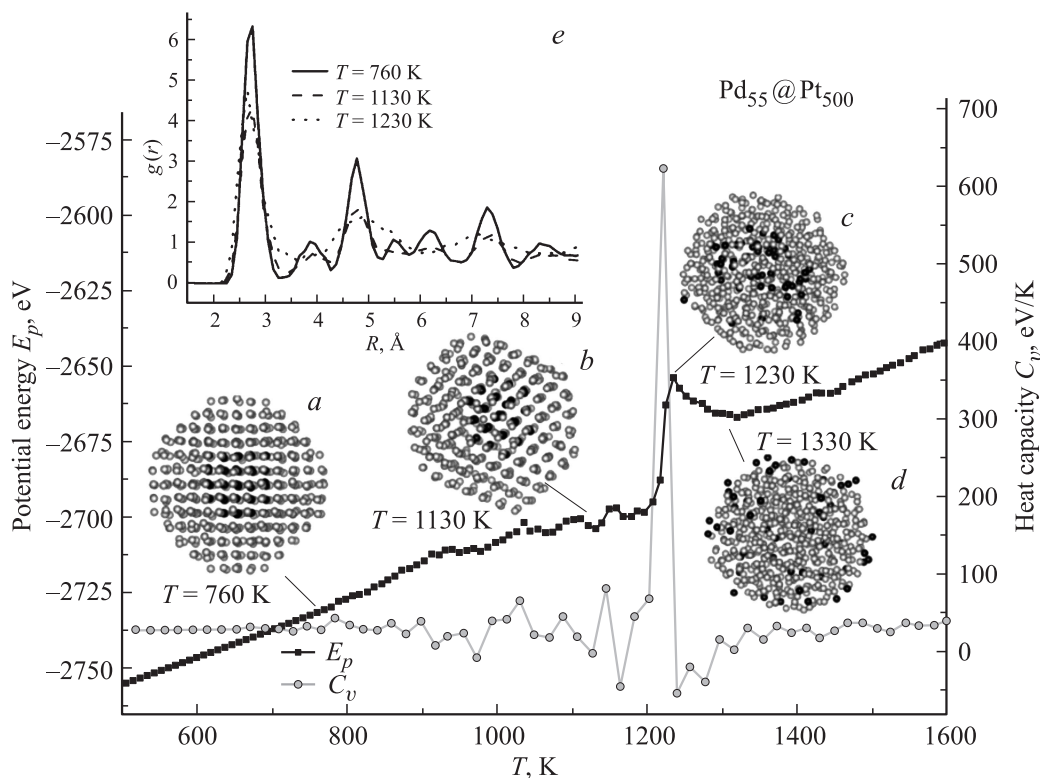 e
6
5
4
3
2
1
0
g(r)
T = 760 K
T = 1130 K
T = 1230 K
2 3 4 5 6 7 8 9
R, Å
Pd55@Pt500
–2575
–2600
–2625
–2650
–2675
–2700
–2725
–2750
Potential energy Ep, eV
700
600
500
400
300
200
100
0
Heat capacity Cv, eV/K
c
b
a
T = 1230 K
T = 1330 K
d
T = 1130 K
T = 760 K
Ep
Cv
600 800 1000 1200 1400 1600
T, K